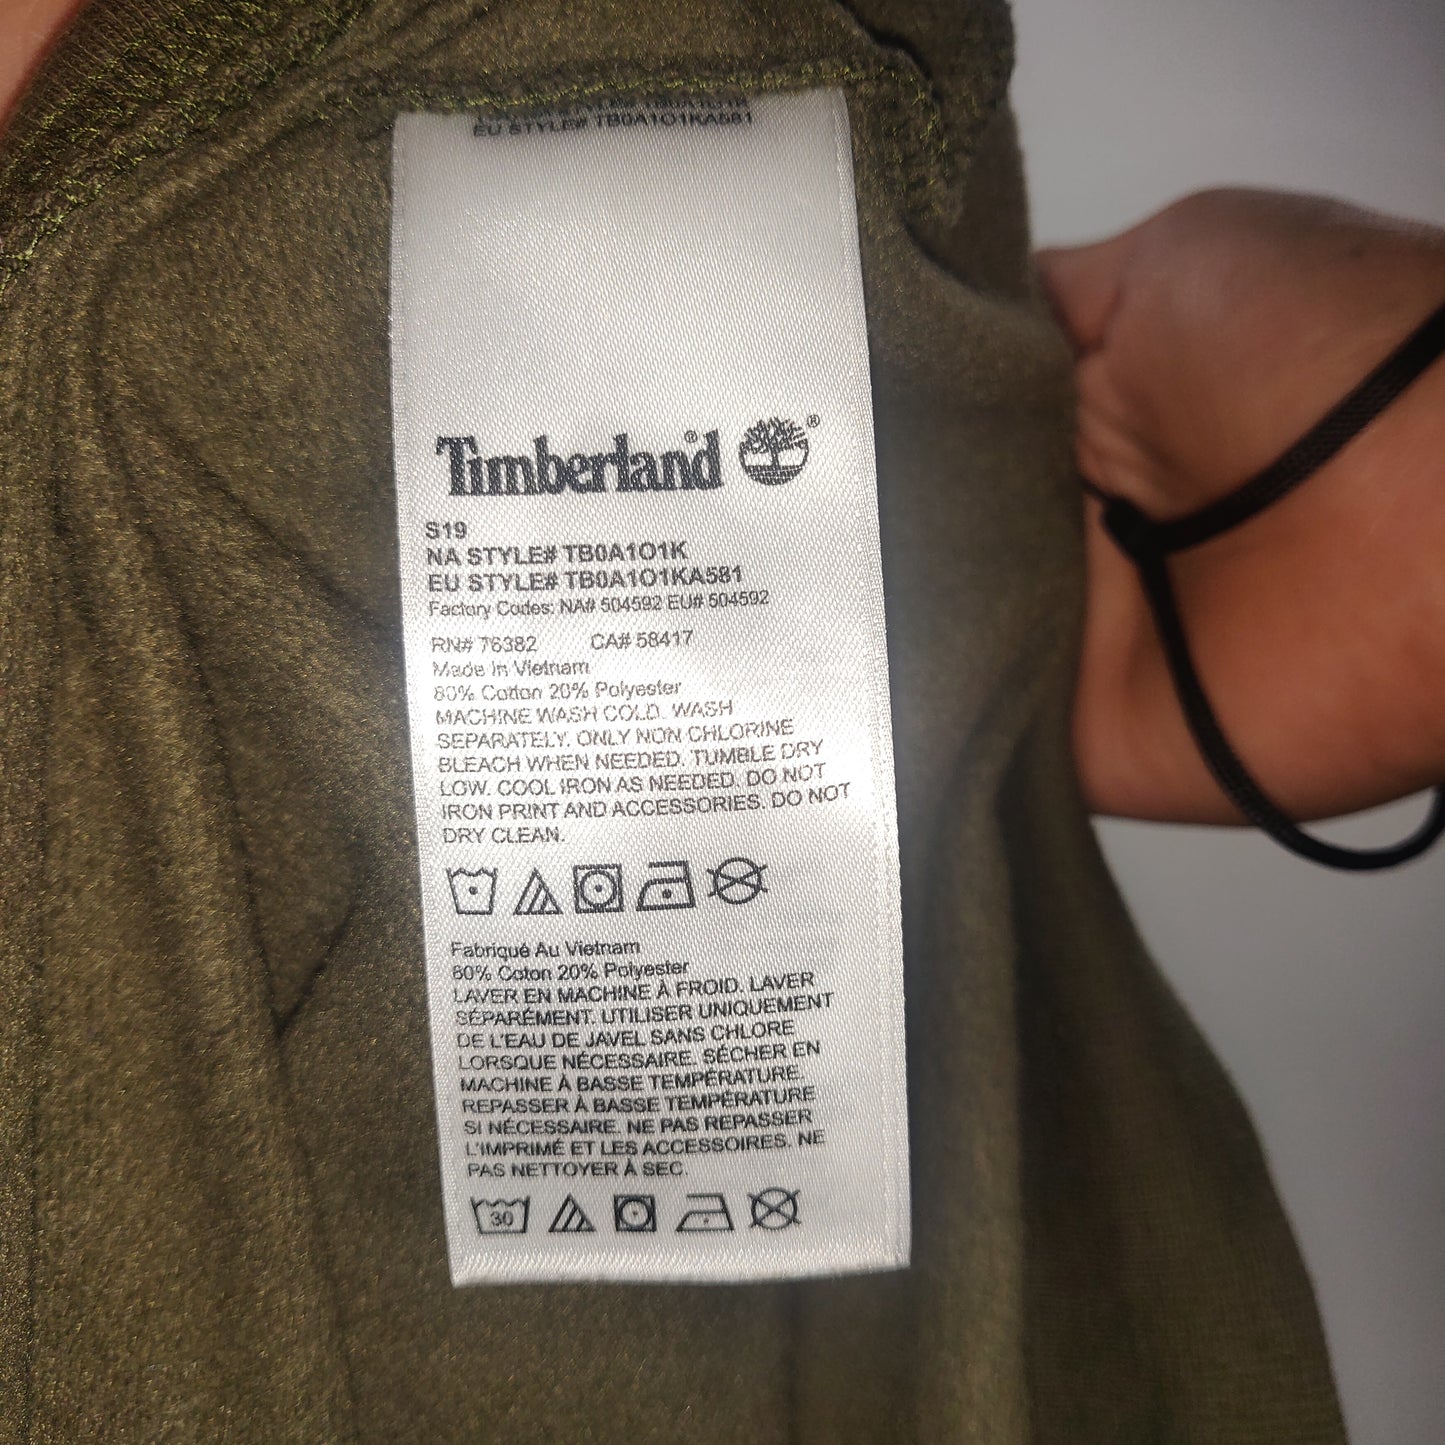 EU STYLE# TB0A1O1KA581
Timberland®®
S19
NA STYLE# TB0A1O1K
EU STYLE# TB0A1O1KA581
Factory Codes: NA# 504592 EU# 504592
RN# 76382 CA# 58417
Made In Vietnam
80% Cotton 20% Polyester
MACHINE WASH COLD. WASH
SEPARATELY. ONLY NON CHLORINE
BLEACH WHEN NEEDED. TUMBLE DRY
LOW. COOL IRON AS NEEDED. DO NOT
IRON PRINT AND ACCESSORIES. DO NOT
DRY CLEAN.
Fabriqué Au Vietnam
80% Coton 20% Polyester
LAVER EN MACHINE À FROID. LAVER
SÉPARÉMENT. UTILISER UNIQUEMENT
DE L'EAU DE JAVEL SANS CHLORE
LORSQUE NÉCESSAIRE. SÉCHER EN
MACHINE À BASSE TEMPÉRATURE.
REPASSER À BASSE TEMPÉRATURE
SI NÉCESSAIRE. NE PAS REPASSER
L'IMPRIMÉ ET LES ACCESSOIRES. NE
PAS NETTOYER À SEC.
30